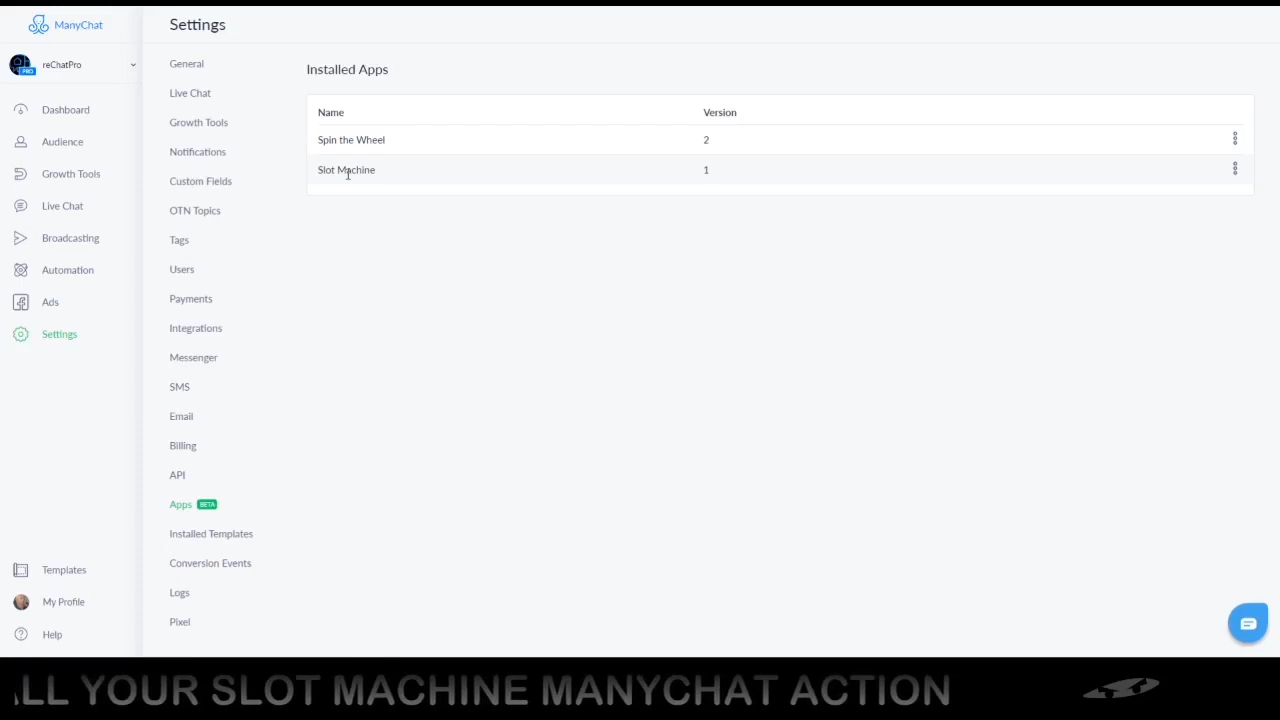 ManyChat
Settings
reChatPro
PRO
Dashboard
Audience
Growth Tools
Live Chat
Broadcasting
Automation
Ads
Settings
Templates
My Profile
Help
General
Live Chat
Growth Tools
Notifications
Custom Fields
OTN Topics
Tags
Users
Payments
Integrations
Messenger
SMS
Email
Billing
API
Apps BETA
Installed Templates
Conversion Events
Logs
Pixel
Installed Apps
Name Version
Spin the Wheel 2
Slot Machine 1
LL YOUR SLOT MACHINE MANYCHAT ACTION